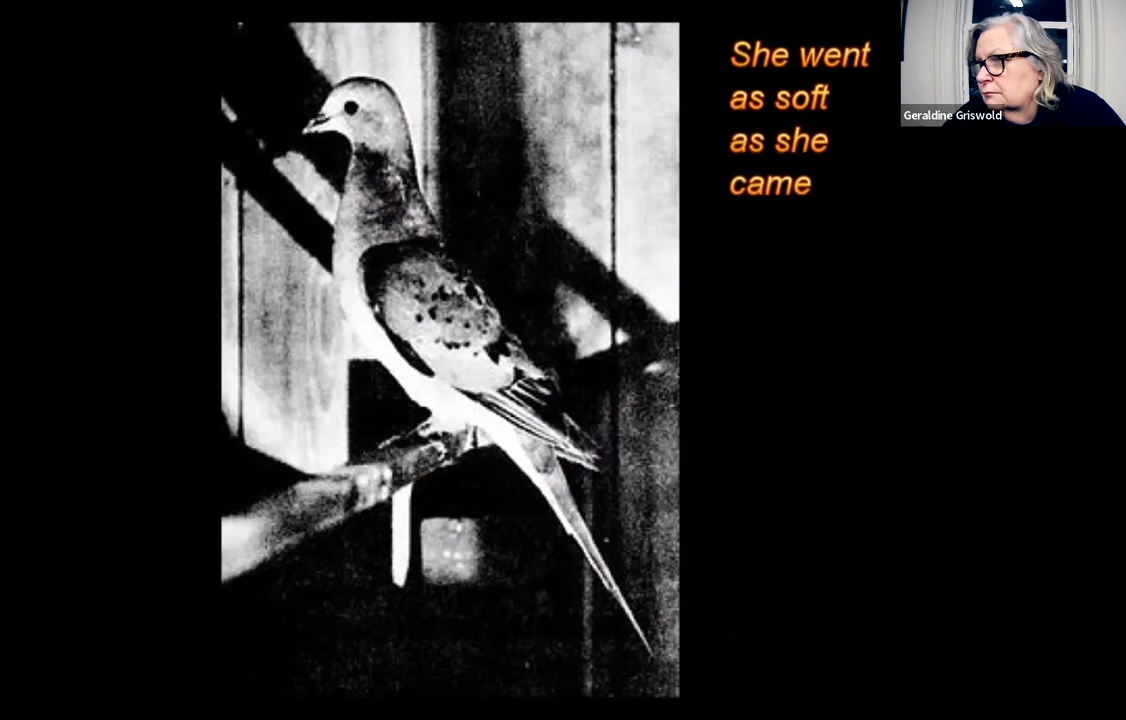 She went
as soft
as she
came
Geraldine Griswold